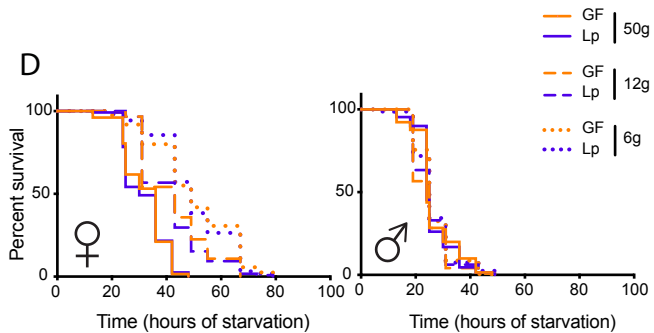 GF
Lp
50g
GF
Lp
12g
GF
Lp
6g
D
Percent survival
100
50
0
0 20 40 60 80 100
Time (hours of starvation)
100
50
0
0 20 40 60 80 100
Time (hours of starvation)